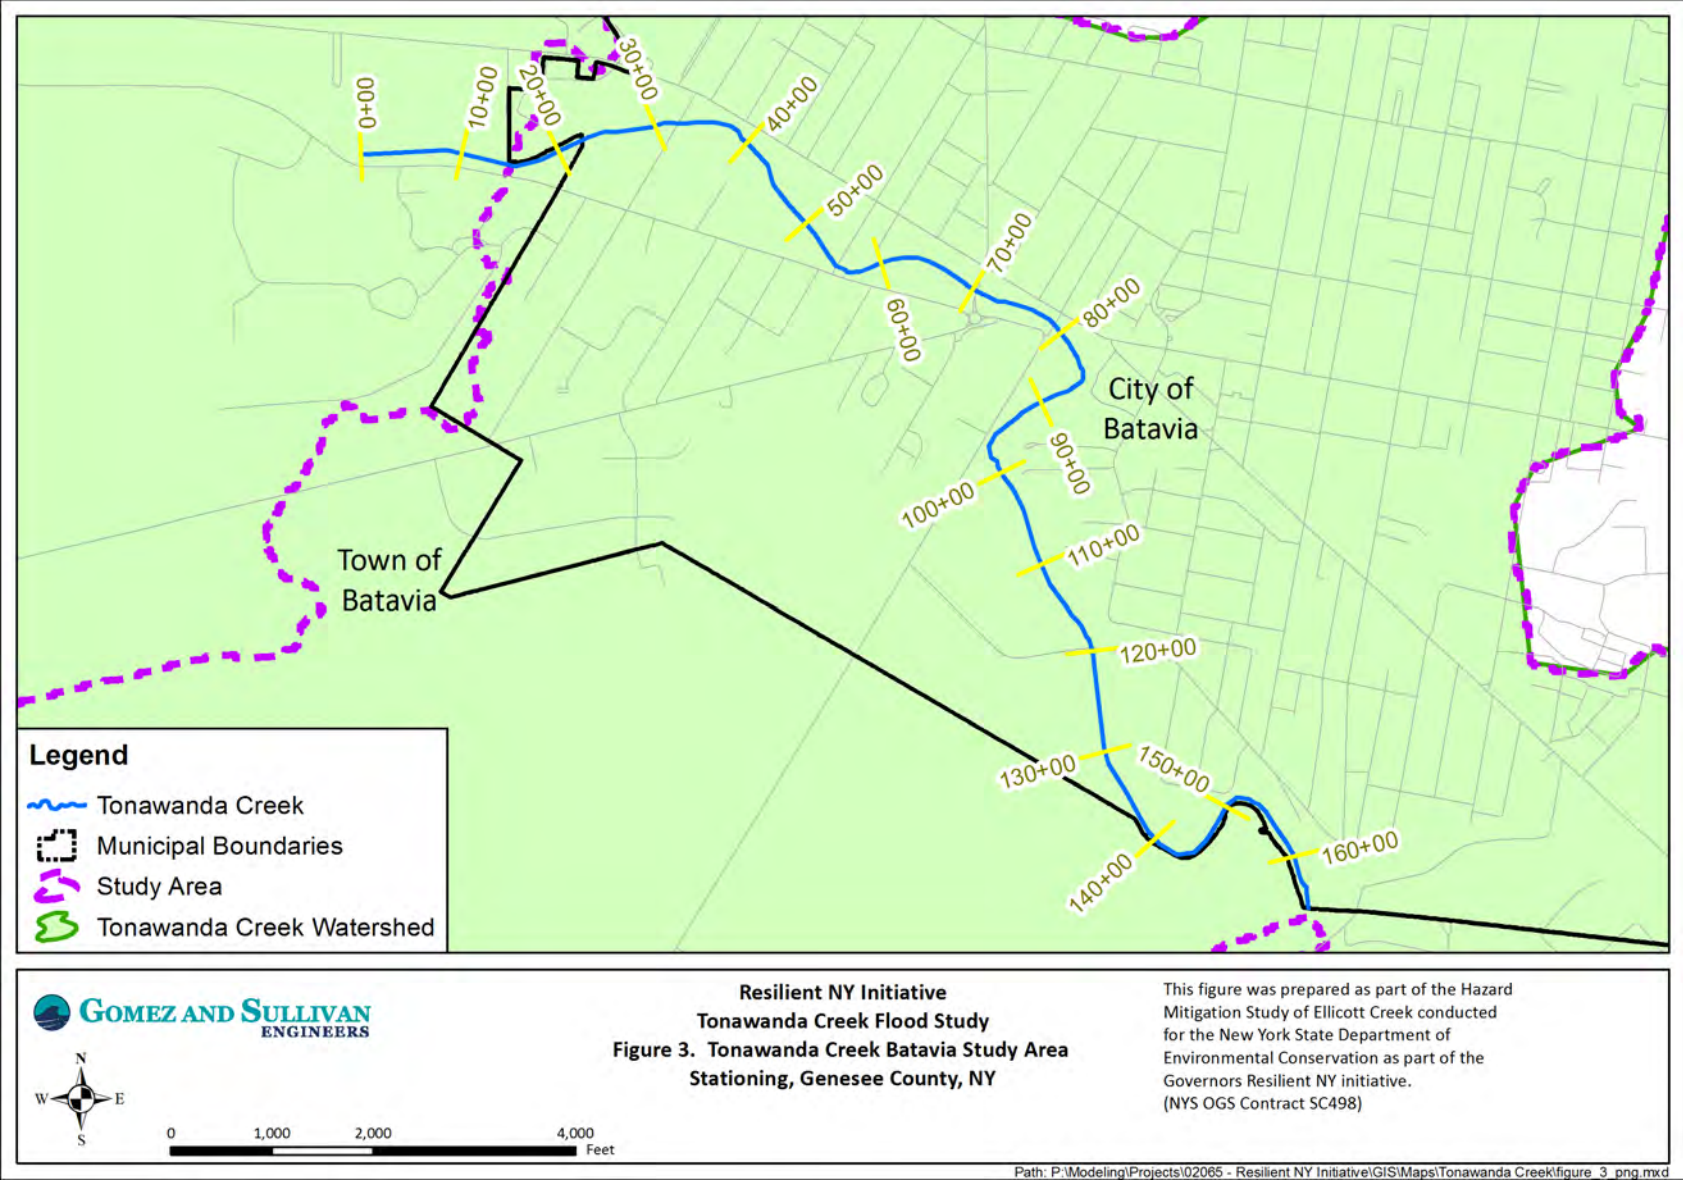 0+00
10+00
20+00
30+00
40+00
50+00
60+00
70+00
80+00
90+00
100+00
110+00
120+00
130+00
140+00
150+00
160+00
City of
Batavia
Town of
Batavia
Legend
Tonawanda Creek
Municipal Boundaries
Study Area
Tonawanda Creek Watershed
GOMEZ AND SULLIVAN
ENGINEERS
N
W E
S
0 1,000 2,000 4,000
Feet
Resilient NY Initiative
Tonawanda Creek Flood Study
Figure 3. Tonawanda Creek Batavia Study Area
Stationing, Genesee County, NY
This figure was prepared as part of the Hazard
Mitigation Study of Ellicott Creek conducted
for the New York State Department of
Environmental Conservation as part of the
Governors Resilient NY initiative.
(NYS OGS Contract SC498)
Path: P:\Modeling\Projects\02065 - Resilient NY Initiative\GIS\Maps\Tonawanda Creek\figure_3_png.mxd